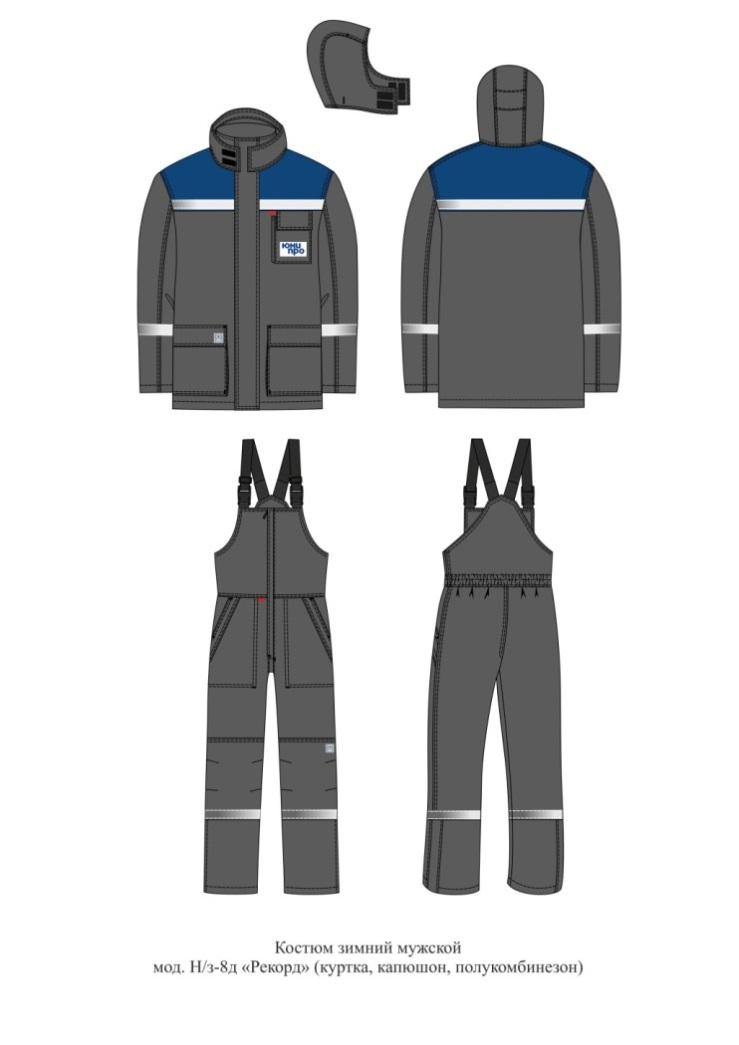 ЮНИ
ПРО
Костюм зимний мужской
мод. Н/з-8д «Рекорд» (куртка, капюшон, полукомбинезон)